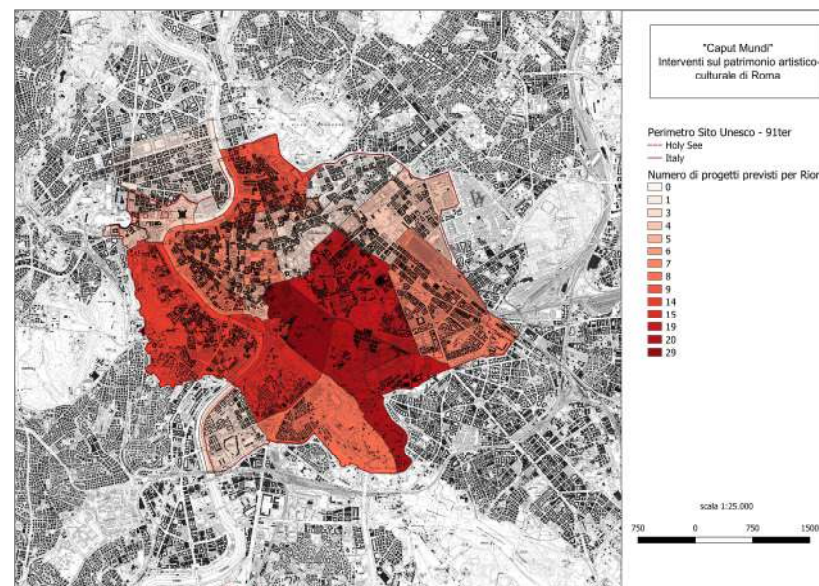 "Caput Mundi"
Interventi sul patrimonio artistico-
culturale di Roma
Perimetro Sito Unesco - 91ter
Holy See
Italy
Numero di progetti previsti per Rion
0
1
3
4
5
6
7
8
9
14
15
19
20
29
scala 1:25.000
750 0 750 1500